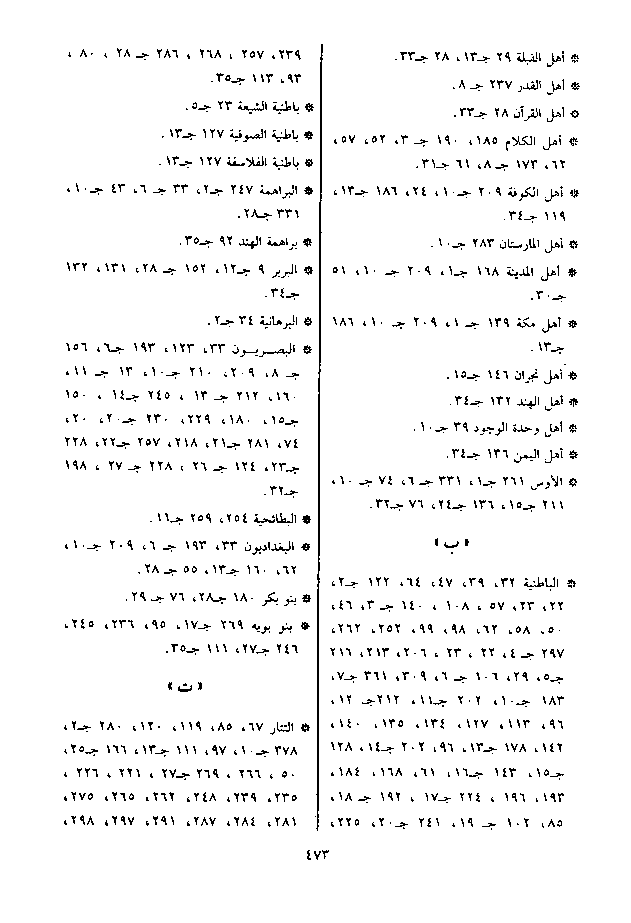 * أهل القبلة ٢٩ جـ١٣، ٢٨ جـ٣٣.
* أهل القدر ٢٣٧ جـ ٨.
* أهل القرآن ٢٨ جـ٣٣.
* أهل الكلام ١٨٥، ١٩٠ جـ ٣، ٥٢، ٥٧،
٦٢، ١٧٣ جـ ٨، ٦١ جـ٣١.
* أهل الكوفة ٢٠٩ جـ١٠، ٢٤، ١٨٦ جـ١٣،
١١٩ جـ٣٤.
* أهل المارستان ٢٨٣ جـ١٠.
* أهل المدينة ١٦٨ جـ١، ٢٠٩ جـ ١٠، ٥١
جـ٣٠.
* أهل مكة ١٣٩ جـ ١، ٢٠٩ جـ ١٠، ١٨٦
جـ١٣.
* أهل نجران ١٤٦ جـ١٥.
* أهل الهند ١٣٢ جـ٣٤.
* أهل وحدة الوجود ٣٩ جـ١٠.
* أهل اليمن ١٣٦ جـ٣٤.
* الأوس ٢٦١ جـ١، ٣٣١ جـ ٦، ٧٤ جـ ١٠،
٢١١ جـ١٥، ١٣٦ جـ٢٤، ٧٦ جـ٣٢.
« ب »
* الباطنية ٣٢، ٣٩، ٤٧، ٦٤، ١٢٢ جـ٢،
٢٢، ٢٣، ٥٧ ، ١٠٨ ، ١٤٠ جـ ٣، ٤٦،
٥٠، ٥٨، ٦٢، ٩٨، ٩٩، ٢٥٢، ٢٦٢،
٢٩٧ جـ ٤، ٢٢ ، ٢٣ ، ٢٠٦، ٢١٣، ٢١٦
جـ٥، ٢٩، ١٠٦ جـ ٦، ٣٠٩، ٣٦١ جـ٧،
١٨٣ جـ١٠، ٢٠٢ جـ١١، ٢١٢جـ ١٢،
٩٦، ١١٣، ١٢٧، ١٣٤، ١٣٥، ١٤٠،
١٤٢، ١٧٨ جـ١٣، ٩٦، ٢٠٢ جـ١٤، ١٢٨
جـ١٥، ١٤٣ جـ١٦، ٦١، ١٦٨، ١٨٤،
١٩٣، ١٩٦ ، ٢٢٤ جـ١٧ ، ١٩٢ جـ١٨،
٨٥، ١٠٢ جـ ١٩، ٢٤١ جـ٢٠، ٢٢٥،
٢٣٩، ٢٥٧ ، ٢٦٨ ، ٢٨٦ جـ ٢٨ ، ٨٠ ،
٩٣، ١١٣ جـ٣٥.
* باطنية الشيعة ٢٣ جـ٥.
* باطنية الصوفية ١٢٧ جـ١٣.
* باطنية الفلاسفة ١٢٧ جـ١٣.
* البراهمة ٢٤٧ جـ٢، ٣٣ جـ ٦، ٤٣ جـ١٠،
٣٣١ جـ٢٨.
* براهمة الهند ٩٢ جـ٣٥.
* البربر ٩ جـ١٢، ١٥٢ جـ ٢٨، ١٣١، ١٣٢
جـ٣٤.
* البرهانية ٣٤ جـ٢.
* البصريون ٣٣، ١٢٣، ١٩٣ جـ٦، ١٥٦
جـ ٨، ٢٠٩، ٢١٠ جـ١٠، ١٣ جـ ١١،
١٦٠، ٢١٢ جـ ١٣ ، ٢٤٥ جـ١٤ ، ١٥٠
جـ١٥، ١٨٠، ٢٢٩، ٢٣٠ جـ٢٠، ٢٠،
٧٤، ٢٨١ جـ٢١، ٢١٨، ٢٥٧ جـ٢٢، ٢٢٨
جـ٢٣، ١٢٤ جـ ٢٦ ، ٢٢٨ جـ ٢٧ ، ١٩٨
جـ٣٢.
* البطائحية ٢٥٤، ٢٥٩ جـ١١.
* البغداديون ٣٣، ١٩٣ جـ ٦، ٢٠٩ جـ١٠،
٦٢، ١٦٠ جـ١٣، ٥٥ جـ٢٨.
* بنو بكر ١٨٠ جـ٢٨، ٧٦ جـ ٢٩.
* بنو بويه ٢٦٩ جـ١٧، ٩٥، ٢٣٦، ٢٤٥،
٢٤٦ جـ٢٧، ١١١ جـ٣٥.
« ت »
* التتار ٦٧، ٨٥، ١١٩، ١٢٠، ٢٨٠ جـ٢،
٣٧٨ جـ١٠، ٩٧، ١١١ جـ١٣، ١٦٦ جـ٢٥،
٥٠ ، ٢٦٦ ، ٢٦٩ جـ٢٧ ، ٢٢١ ، ٢٢٦ ،
٢٣٥، ٢٣٩، ٢٤٨، ٢٦٢، ٢٦٥، ٢٧٥،
٢٨١، ٢٨٤، ٢٨٧، ٢٩١، ٢٩٧، ٢٩٨،
٤٧٣